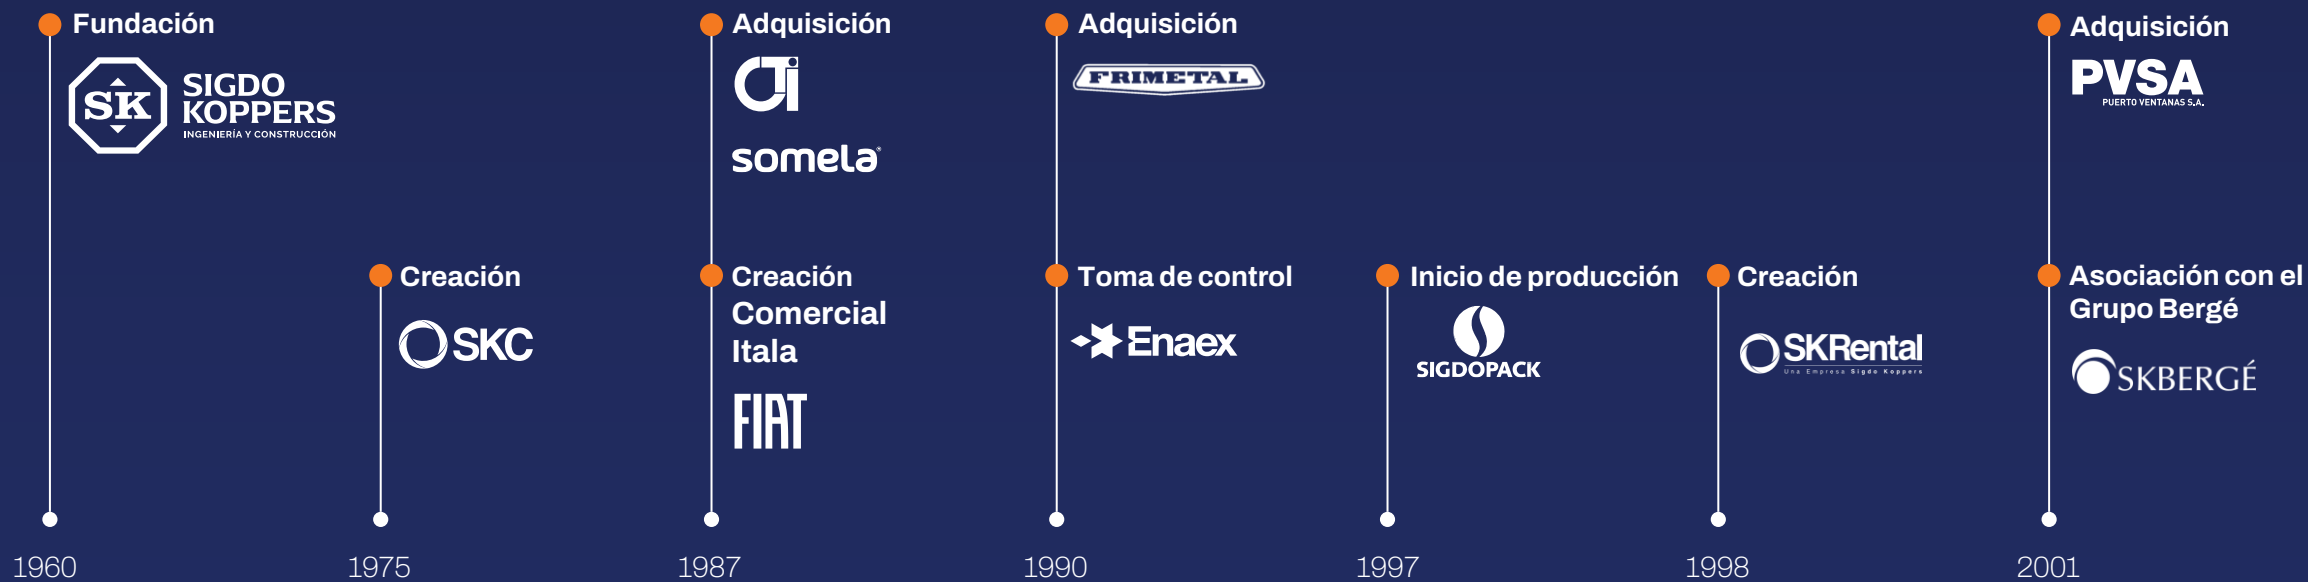 Fundación
SK
SIGDO
KOPPERS
INGENIERÍA Y CONSTRUCCIÓN
1960
Creación
SKC
1975
Adquisición
CTi
somela®
Creación
Comercial
Itala
FIAT
1987
Adquisición
FRIMETAL
Toma de control
Enaex
1990
Inicio de producción
SIGDOPACK
1997
Creación
SKRental
Una Empresa Sigdo Koppers
1998
Adquisición
PVSA
PUERTO VENTANAS S.A.
Asociación con el
Grupo Bergé
SKBERGÉ
2001